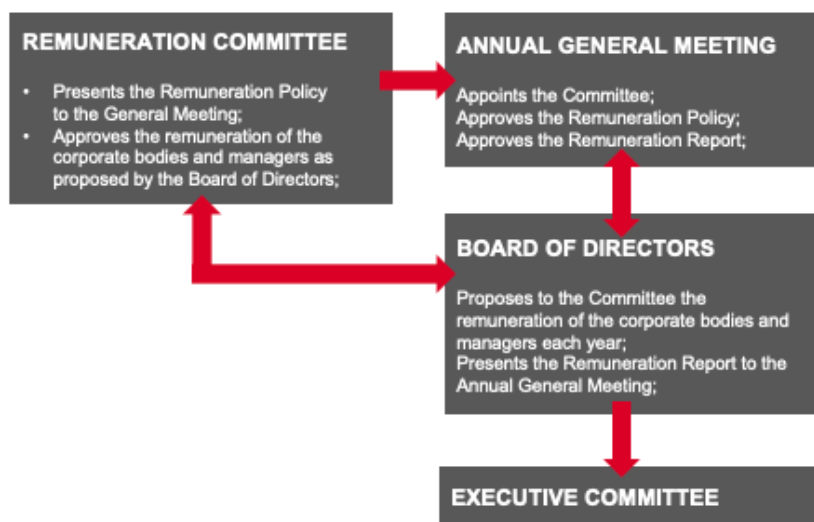 REMUNERATION COMMITTEE
• Presents the Remuneration Policy
to the General Meeting;
• Approves the remuneration of the
corporate bodies and managers as
proposed by the Board of Directors;
ANNUAL GENERAL MEETING
Appoints the Committee;
Approves the Remuneration Policy;
Approves the Remuneration Report;
BOARD OF DIRECTORS
Proposes to the Committee the
remuneration of the corporate bodies and
managers each year;
Presents the Remuneration Report to the
Annual General Meeting;
EXECUTIVE COMMITTEE